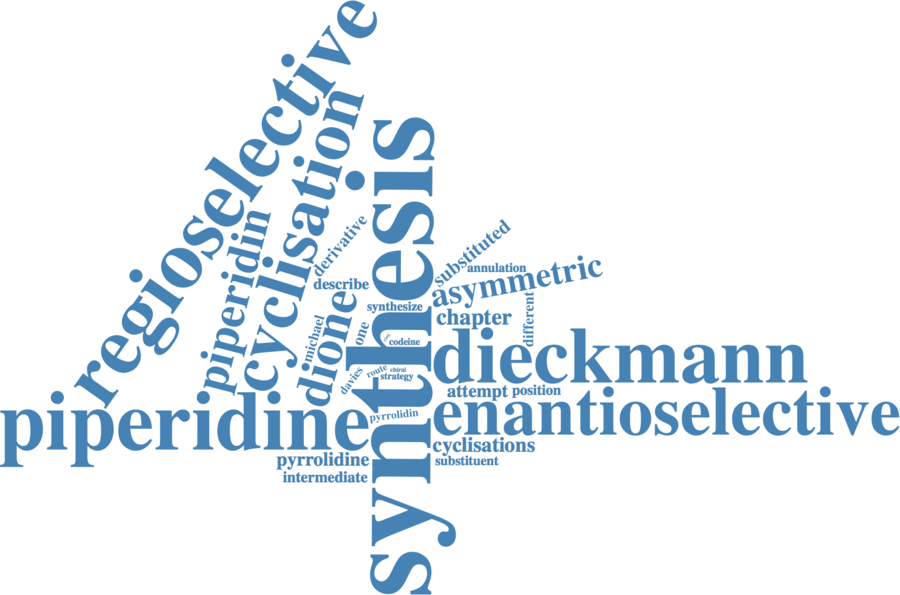 regioselective
cyclisation
synthesis
piperidin
derivative
substituted
annulation
describe
asymmetric
dione
synthesize
different
chapter
michael
one
codeine
dieckmann
davies
route
chiral
strategy
attempt
position
piperidine
pyrrolidin
enantioselective
cyclisations
pyrrolidine
substituent
intermediate